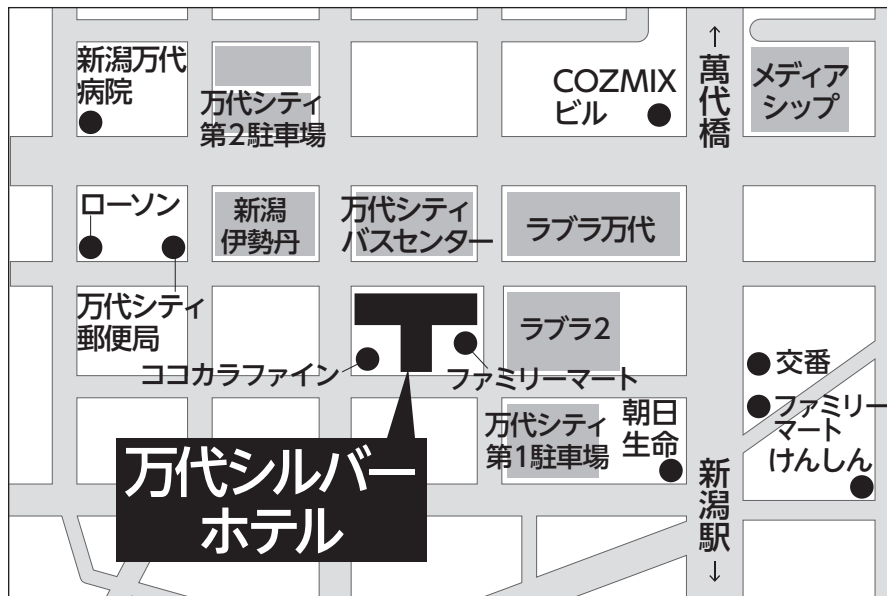 新潟万代
病院
万代シティ
第2駐車場
COZMIX
ビル
↑
萬代橋
メディア
シップ
ローソン
新潟
伊勢丹
万代シティ
バスセンター
ラブラ万代
万代シティ
郵便局
ラブラ2
ココカラファイン
ファミリーマート
交番
ファミリー
マート
けんしん
万代シティ
第1駐車場
朝日
生命
万代シルバー
ホテル
新潟駅
↓